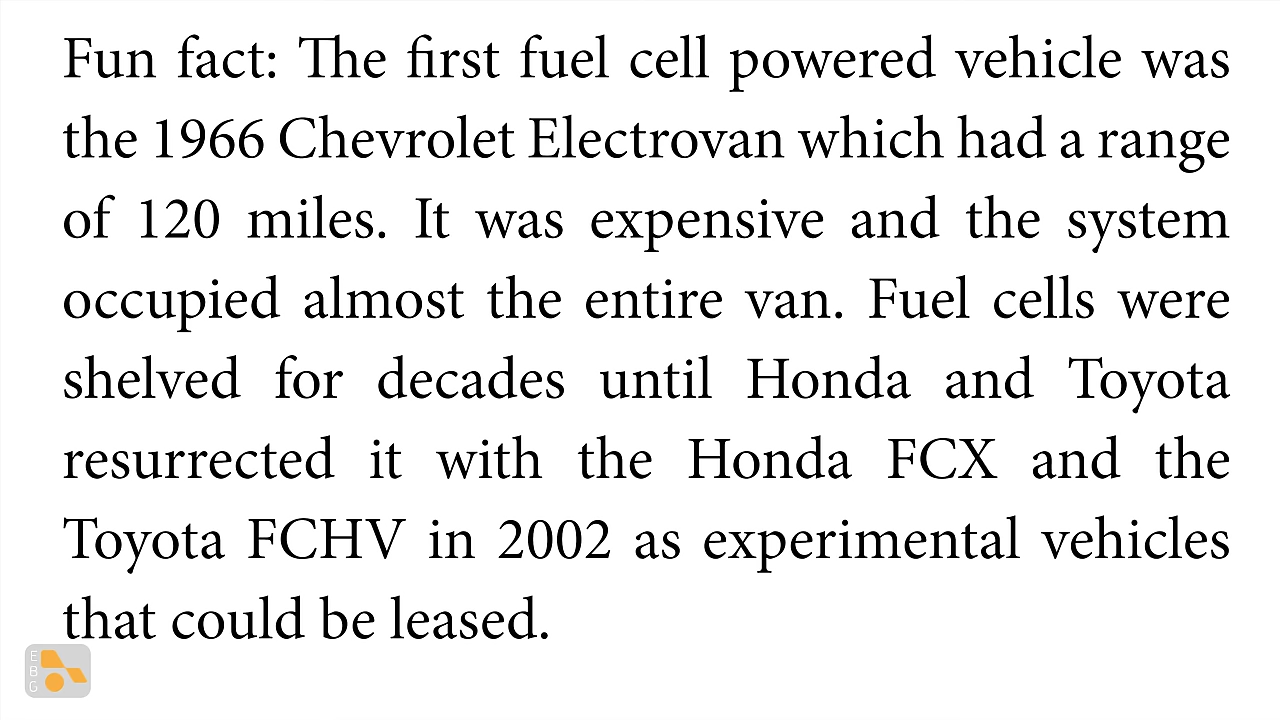 Fun fact: The first fuel cell powered vehicle was
the 1966 Chevrolet Electrovan which had a range
of 120 miles. It was expensive and the system
occupied almost the entire van. Fuel cells were
shelved for decades until Honda and Toyota
resurrected it with the Honda FCX and the
Toyota FCHV in 2002 as experimental vehicles
that could be leased.
E
B
G